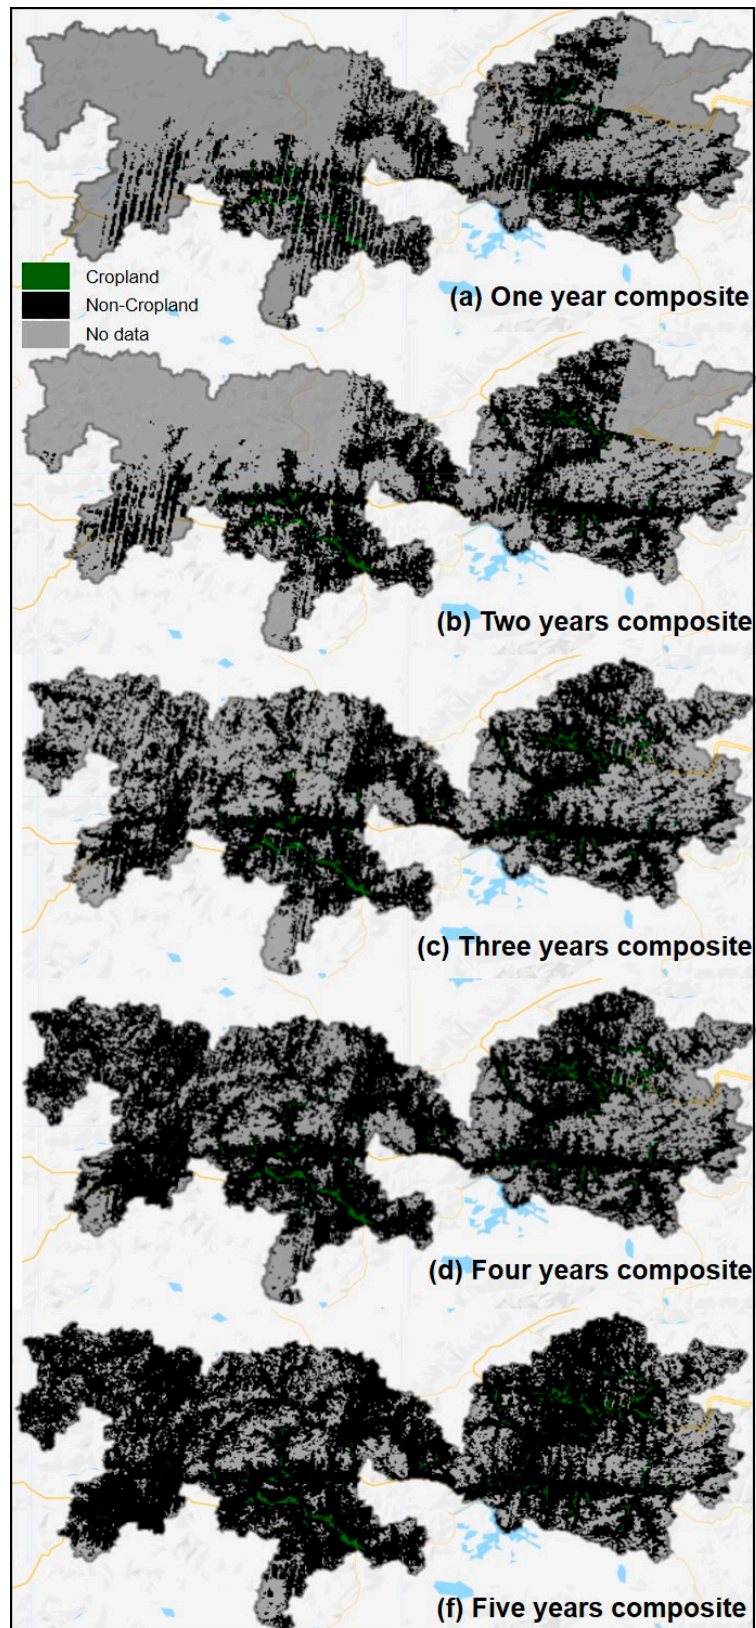 Cropland
Non-Cropland
No data
(a) One year composite
(b) Two years composite
(c) Three years composite
(d) Four years composite
(f) Five years composite